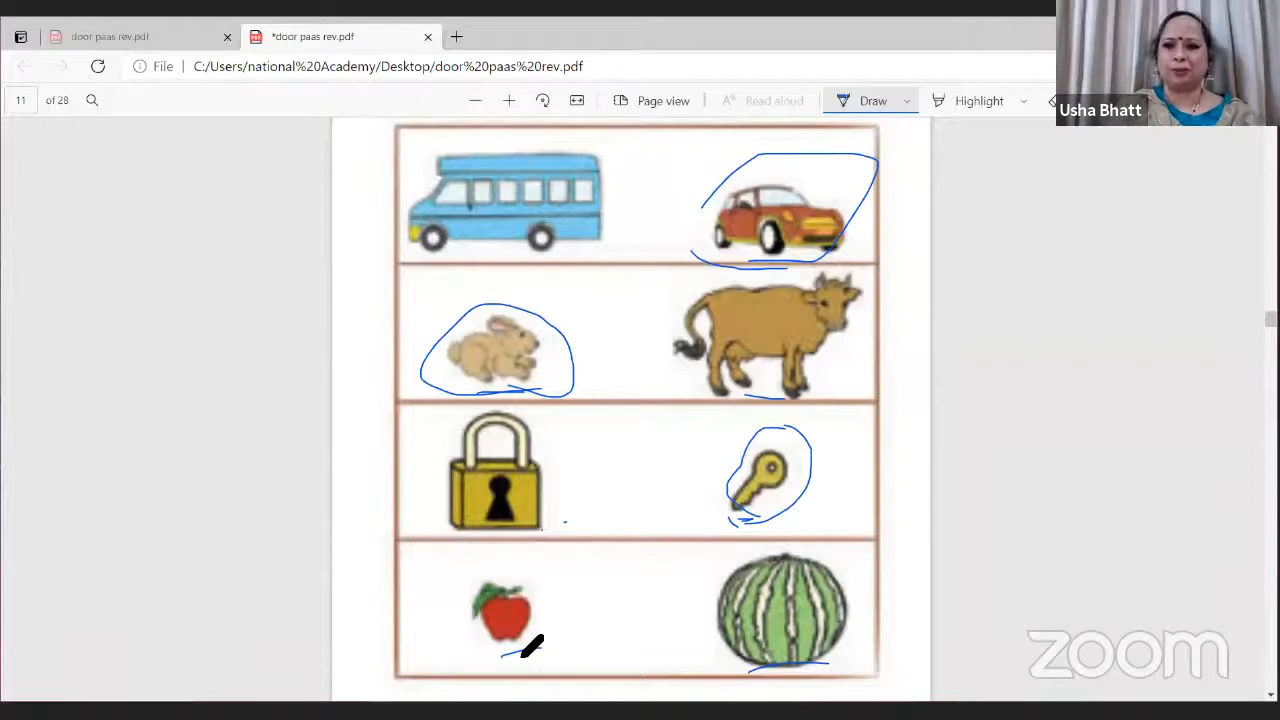 door paas rev.pdf
*door paas rev.pdf
File
C:/Users/national%20Academy/Desktop/door%20paas%20rev.pdf
11 of 28
Page view
Read aloud
Draw
Highlight
Usha Bhatt
zoom